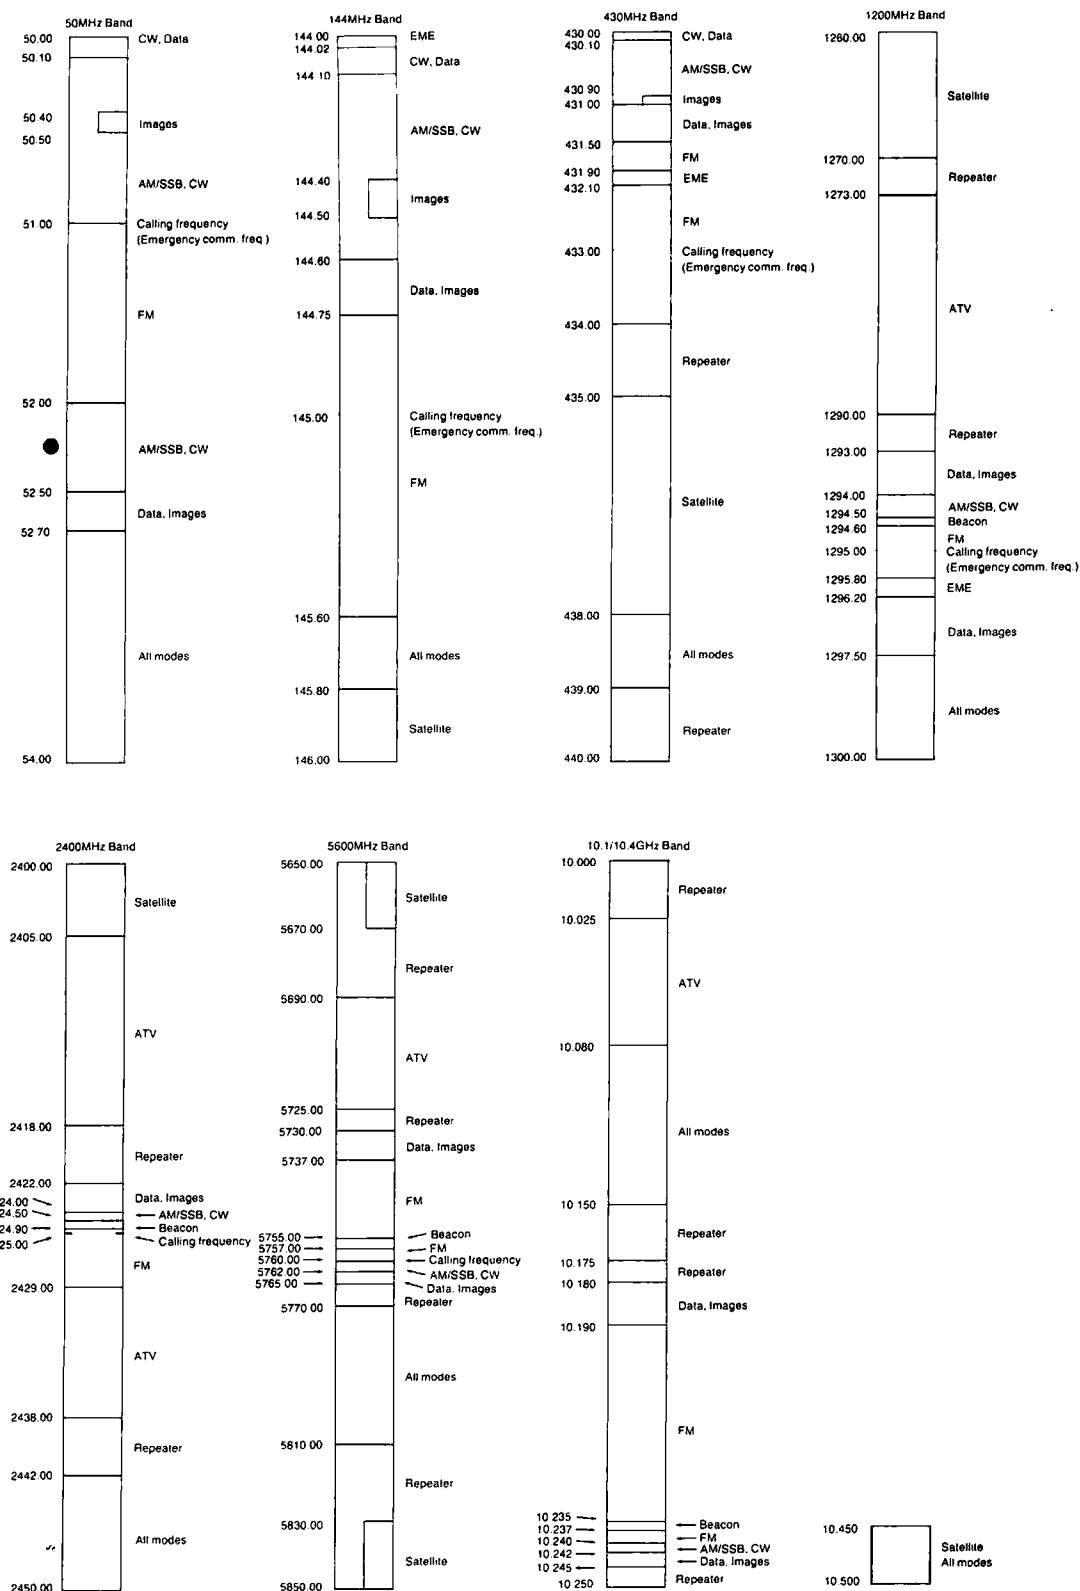 50MHz Band
50.00
CW, Data
50.10
50.40
Images
50.50
AM/SSB, CW
51.00
Calling frequency
(Emergency comm. freq.)
FM
52.00
AM/SSB, CW
52 50
Data, Images
52 70
All modes
54.00
144MHz Band
144 00
EME
144.02
CW, Data
144 10
AM/SSB, CW
144.40
Images
144.50
144.60
Data, Images
144.75
145.00
Calling frequency
(Emergency comm. freq.)
FM
145.60
All modes
145.80
Satellite
146.00
430MHz Band
430 00
CW, Data
430.10
AM/SSB, CW
430 90
Images
431 00
Data, Images
431.50
FM
431 90
EME
432.10
FM
433.00
Calling frequency
(Emergency comm. freq.)
434.00
Repeater
435.00
Satellite
438.00
All modes
439.00
Repeater
440.00
1200MHz Band
1260.00
Satellite
1270.00
Repeater
1273.00
ATV
1290.00
Repeater
1293.00
Data, Images
1294.00
AM/SSB, CW
1294.50
Beacon
1294.60
FM
1295.00
Calling frequency
(Emergency comm. freq.)
1295.80
EME
1296.20
Data, Images
1297.50
All modes
1300.00
2400MHz Band
2400.00
Satellite
2405.00
ATV
2418.00
Repeater
2422.00
Data, Images
24.00
24.50
AM/SSB, CW
24.90
Beacon
25.00
Calling frequency
FM
2429.00
ATV
2438.00
Repeater
2442 00
All modes
2450.00
5600MHz Band
5650.00
Satellite
5670.00
Repeater
5690.00
ATV
5725.00
Repeater
5730.00
Data, Images
5737.00
FM
5755.00
Beacon
5757.00
FM
5760.00
Calling frequency
5762.00
AM/SSB, CW
5765 00
Data, Images
Repeater
5770 00
All modes
5810 00
Repeater
5830.00
Satellite
5850.00
10.1/10.4GHz Band
10.000
Repeater
10.025
ATV
10.080
All modes
10.150
Repeater
10.175
Repeater
10 180
Data, Images
10.190
FM
10 235
Beacon
10.237
FM
10.240
AM/SSB, CW
10.242
Data, Images
10 245
Repeater
10 250
10.450
Satellite
All modes
10.500